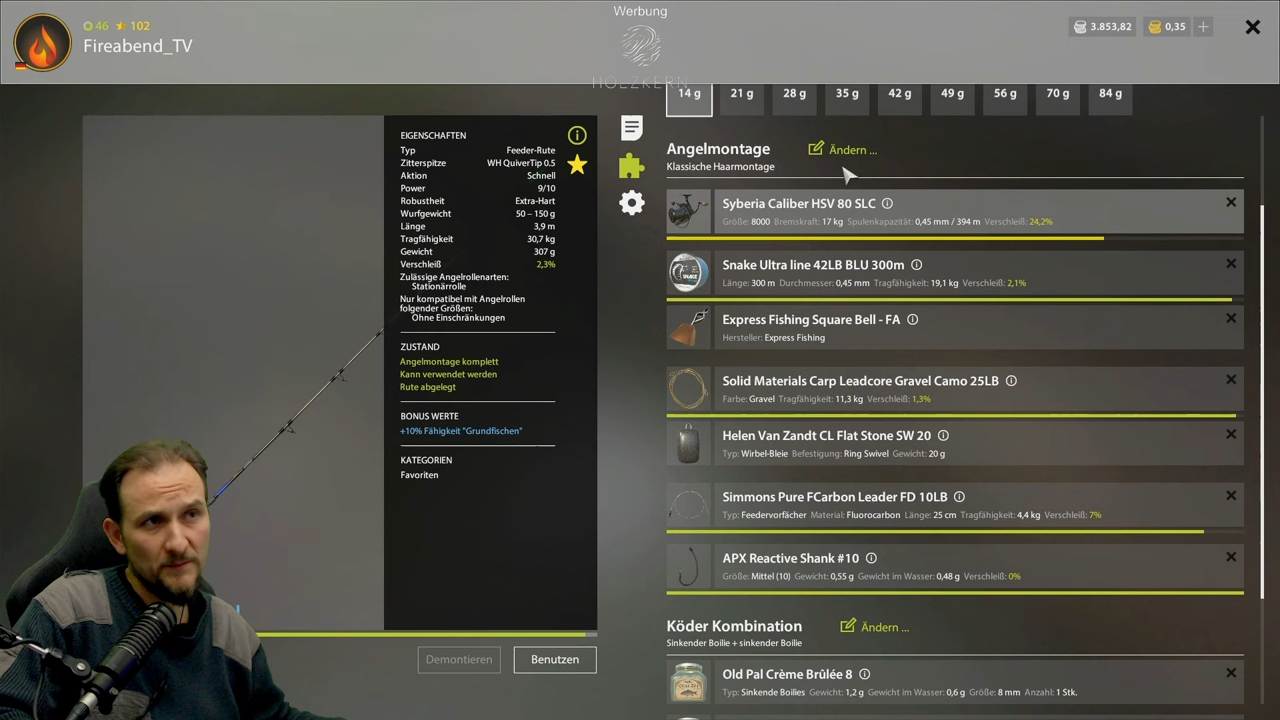 Werbung
HOLZKERN
46 102
Fireabend_TV
3.853,82
0,35
14 g
21 g
28 g
35 g
42 g
49 g
56 g
70 g
84 g
EIGENSCHAFTEN
Typ Feeder-Rute
Zitterspitze WH QuiverTip 0.5
Aktion Schnell
Power 9/10
Robustheit Extra-Hart
Wurfgewicht 50 – 150 g
Länge 3,9 m
Tragfähigkeit 30,7 kg
Gewicht 307 g
Verschleiß 2,3%
Zulässige Angelrollenarten:
Stationärrolle
Nur kompatibel mit Angelrollen
folgender Größen:
Ohne Einschränkungen
ZUSTAND
Angelmontage komplett
Kann verwendet werden
Rute abgelegt
BONUS WERTE
+10% Fähigkeit "Grundfischen"
KATEGORIEN
Favoriten
Demontieren
Benutzen
Angelmontage
Ändern ...
Klassische Haarmontage
Syberia Caliber HSV 80 SLC
Größe: 8000 Bremskraft: 17 kg Spulenkapazität: 0,45 mm / 394 m Verschleiß: 24,2%
Snake Ultra line 42LB BLU 300m
Länge: 300 m Durchmesser: 0,45 mm Tragfähigkeit: 19,1 kg Verschleiß: 2,1%
Express Fishing Square Bell - FA
Hersteller: Express Fishing
Solid Materials Carp Leadcore Gravel Camo 25LB
Farbe: Gravel Tragfähigkeit: 11,3 kg Verschleiß: 1,3%
Helen Van Zandt CL Flat Stone SW 20
Typ: Wirbel-Bleie Befestigung: Ring Swivel Gewicht: 20 g
Simmons Pure FCarbon Leader FD 10LB
Typ: Feedervorfächer Material: Fluorocarbon Länge: 25 cm Tragfähigkeit: 4,4 kg Verschleiß: 7%
APX Reactive Shank #10
Größe: Mittel (10) Gewicht: 0,55 g Gewicht im Wasser: 0,48 g Verschleiß: 0%
Köder Kombination
Ändern ...
Sinkender Boilie + sinkender Boilie
Old Pal Crème Brûlée 8
Typ: Sinkende Boilies Gewicht: 1,2 g Gewicht im Wasser: 0,6 g Größe: 8 mm Anzahl: 1 Stk.